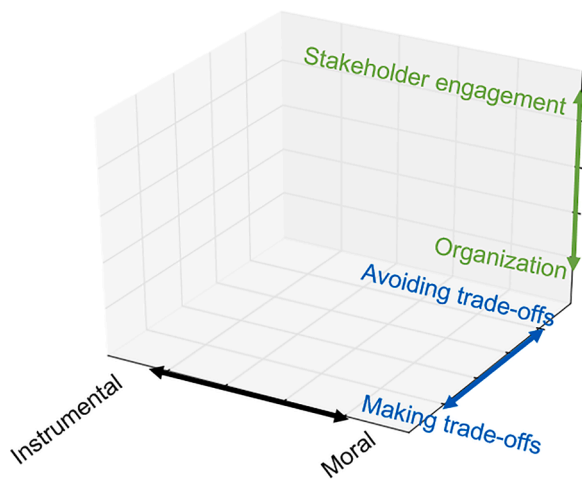 Stakeholder engagement
Organization
Avoiding trade-offs
Making trade-offs
Instrumental
Moral